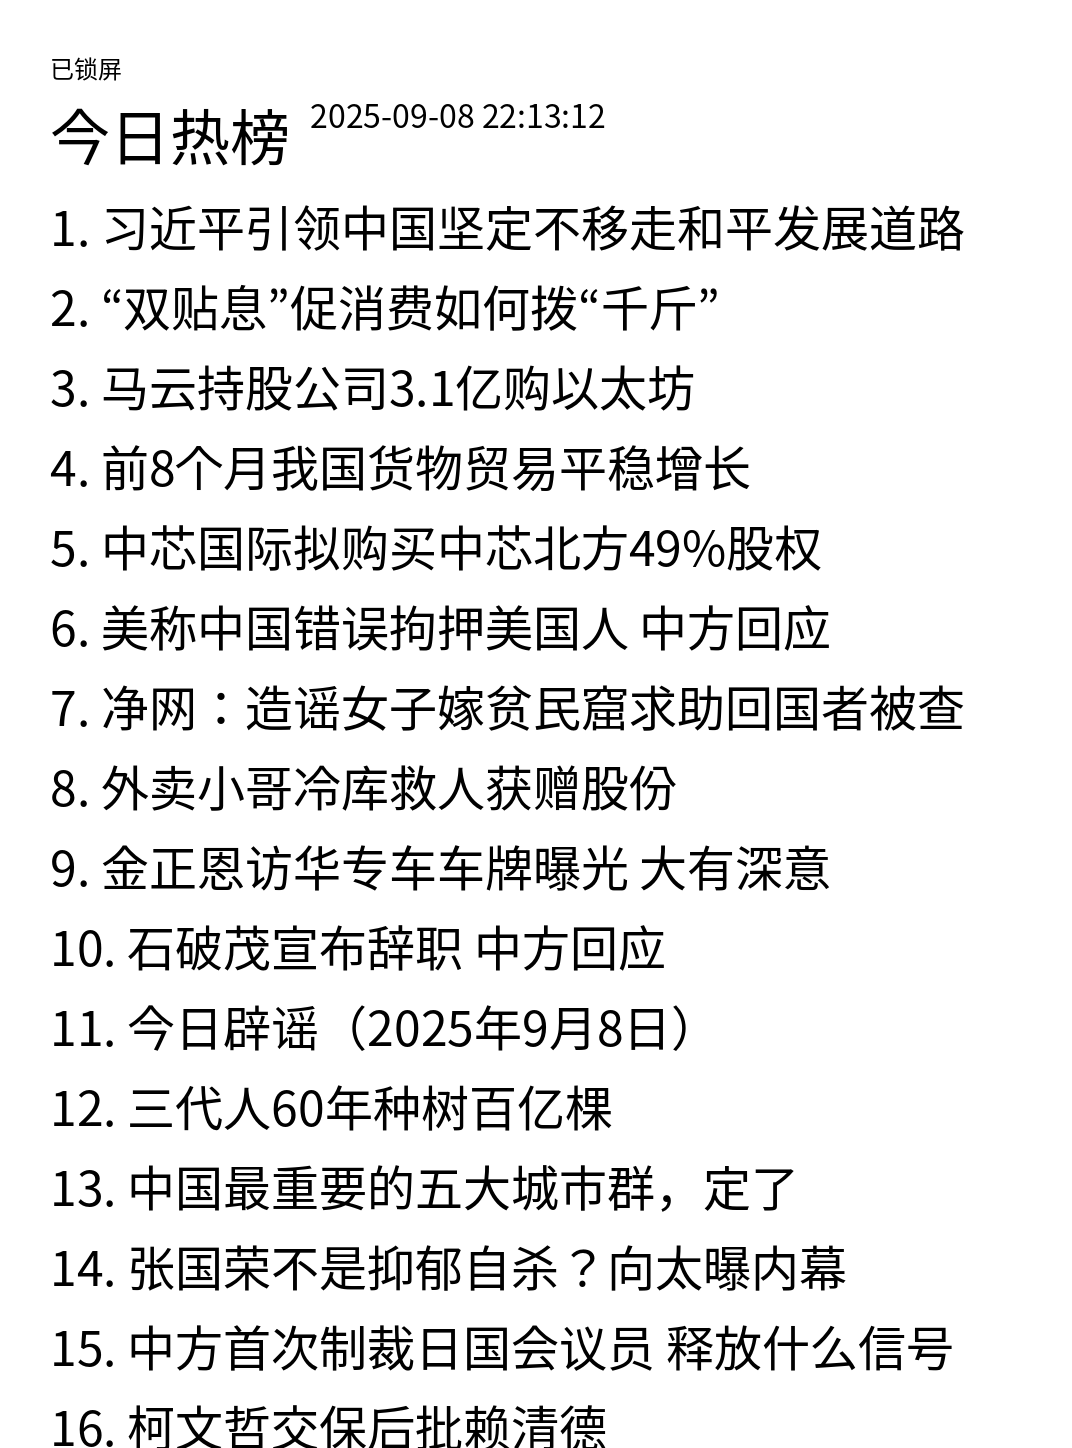 已锁屏
今日热榜 2025-09-08 22:13:12
1. 习近平引领中国坚定不移走和平发展道路
2. “双贴息”促消费如何拨“千斤”
3. 马云持股公司3.1亿购以太坊
4. 前8个月我国货物贸易平稳增长
5. 中芯国际拟购买中芯北方49%股权
6. 美称中国错误拘押美国人 中方回应
7. 净网：造谣女子嫁贫民窟求助回国者被查
8. 外卖小哥冷库救人获赠股份
9. 金正恩访华专车车牌曝光 大有深意
10. 石破茂宣布辞职 中方回应
11. 今日辟谣（2025年9月8日）
12. 三代人60年种树百亿棵
13. 中国最重要的五大城市群，定了
14. 张国荣不是抑郁自杀？向太曝内幕
15. 中方首次制裁日国会议员 释放什么信号
16. 柯文哲交保后批赖清德